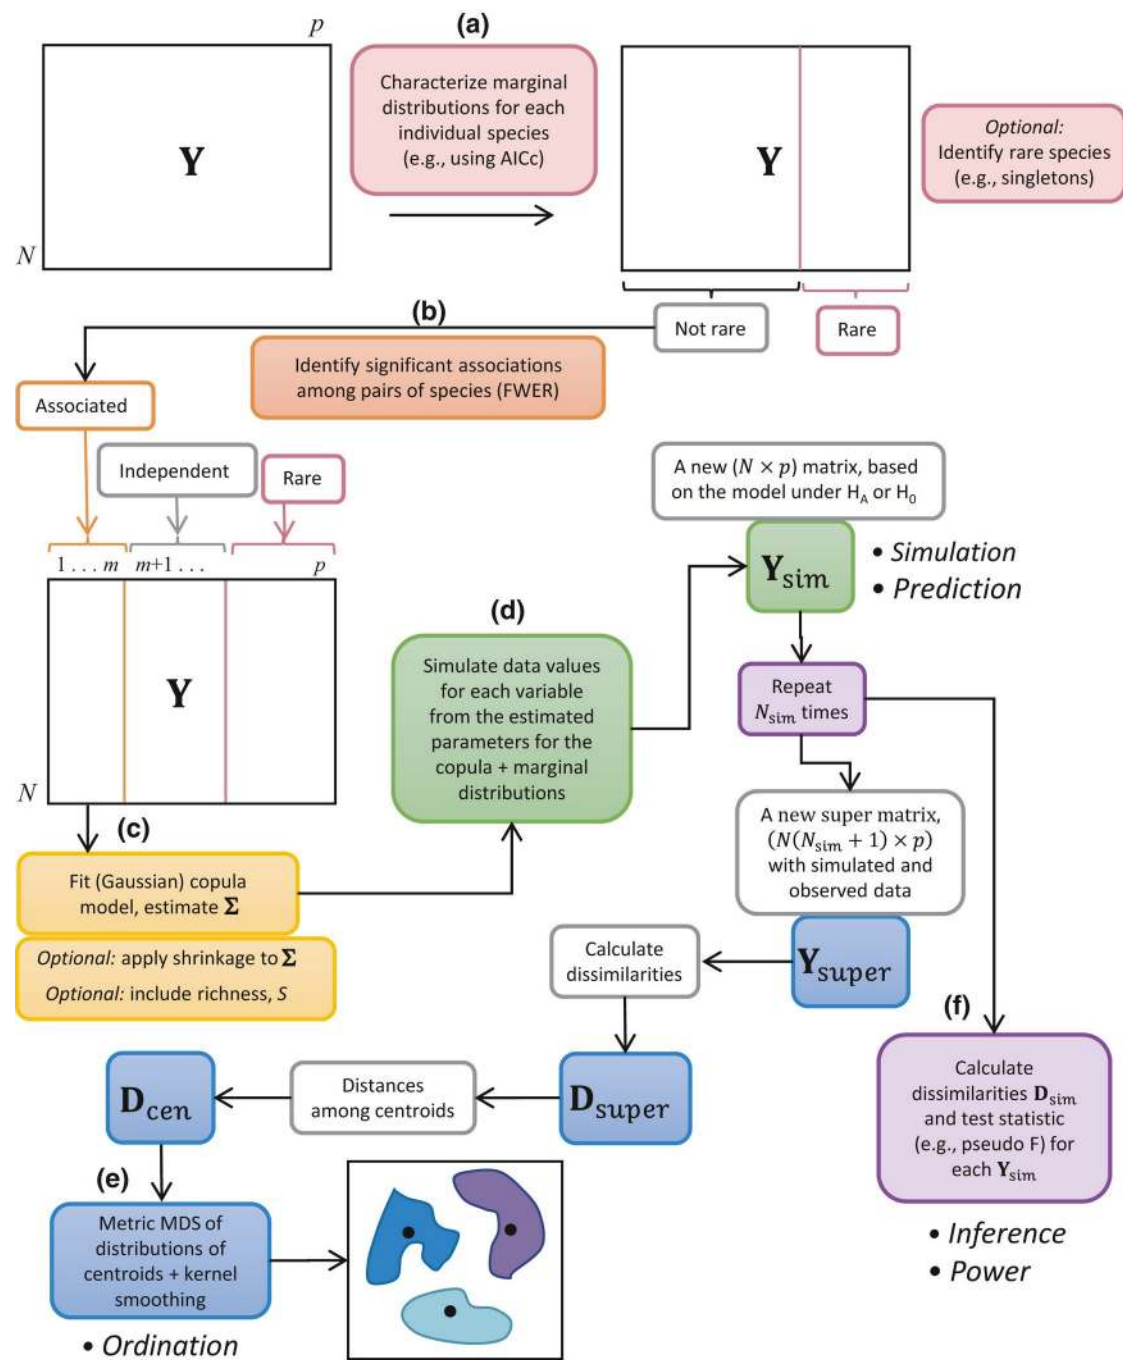 p
(a)
Characterize marginal
distributions for each
individual species
(e.g., using AICc)
Y
N
Y
Optional:
Identify rare species
(e.g., singletons)
Not rare
Rare
(b)
Identify significant associations
among pairs of species (FWER)
Associated
Independent
Rare
1 . . . m
m+1 . . .
p
Y
N
(c)
Fit (Gaussian) copula
model, estimate Σ
Optional: apply shrinkage to Σ
Optional: include richness, S
(d)
Simulate data values
for each variable
from the estimated
parameters for the
copula + marginal
distributions
A new (N × p) matrix, based
on the model under H_A or H_0
Y_sim
• Simulation
• Prediction
Repeat
N_sim times
A new super matrix,
(N(N_sim + 1) × p)
with simulated and
observed data
Y_super
Calculate
dissimilarities
D_super
Distances
among centroids
D_cen
(e)
Metric MDS of
distributions of
centroids + kernel
smoothing
• Ordination
(f)
Calculate
dissimilarities D_sim
and test statistic
(e.g., pseudo F) for
each Y_sim
• Inference
• Power